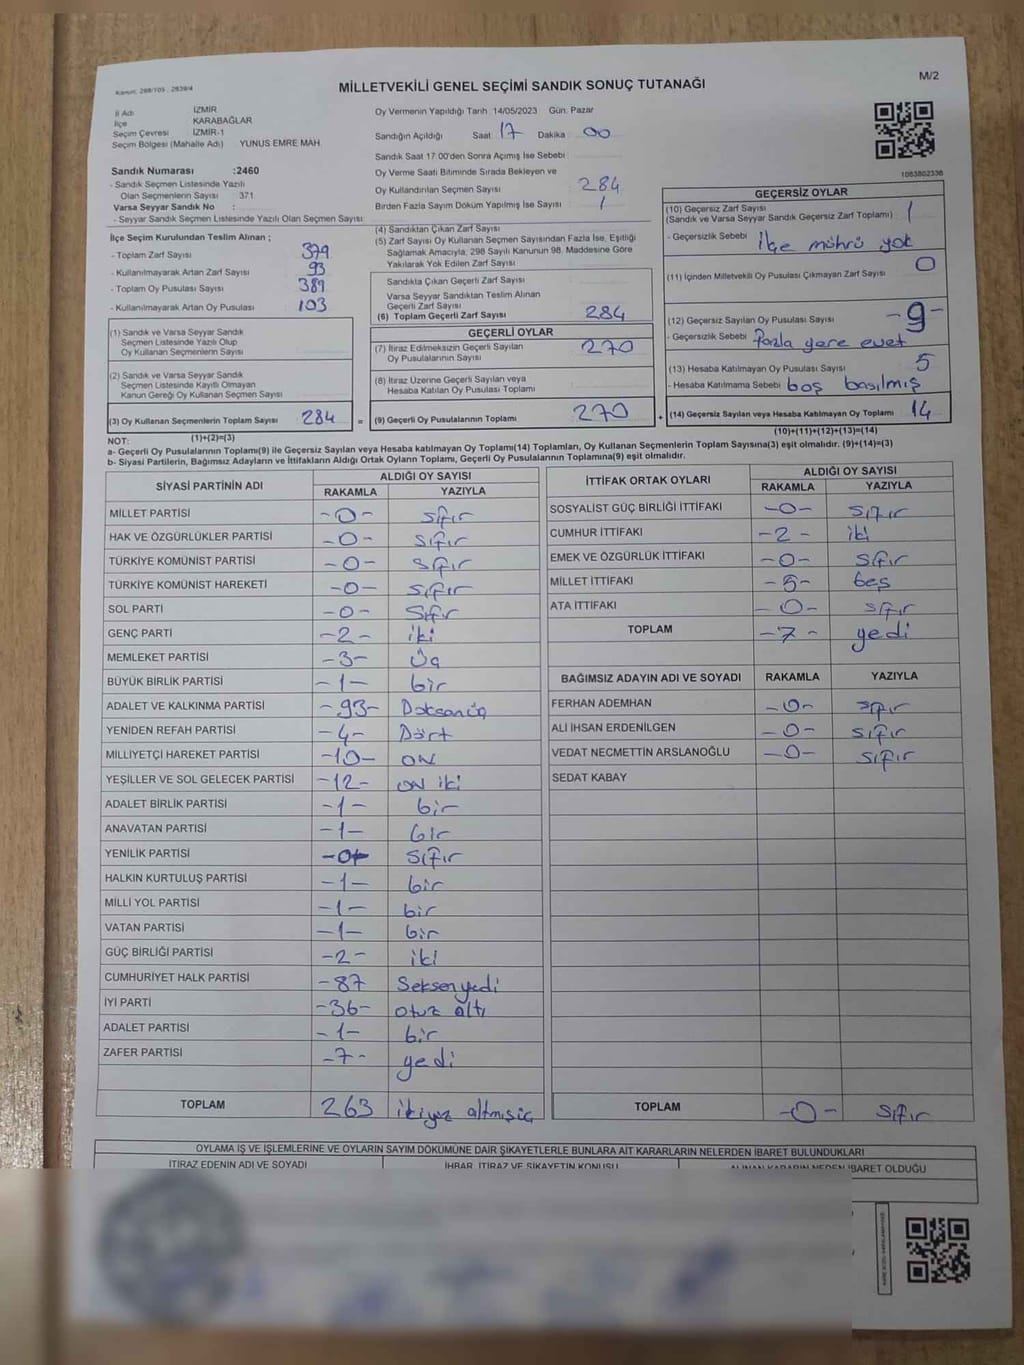 Kanun: 298/105 ; 2839/4
MİLLETVEKİLİ GENEL SEÇİMİ SANDIK SONUÇ TUTANAĞI
M/2
İl Adı İZMİR
İlçe KARABAĞLAR
Seçim Çevresi İZMİR-1
Seçim Bölgesi (Mahalle Adı) YUNUS EMRE MAH.
Oy Vermenin Yapıldığı Tarih 14/05/2023 Gün: Pazar
Sandığın Açıldığı Saat 17 Dakika 00
Sandık Saat 17:00'den Sonra Açımış İse Sebebi
Sandık Numarası :2460
- Sandık Seçmen Listesinde Yazılı
Olan Seçmenlerin Sayısı 371
Varsa Seyyar Sandık No :
- Seyyar Sandık Seçmen Listesinde Yazılı Olan Seçmen Sayısı
Oy Verme Saati Bitiminde Sırada Bekleyen ve
Oy Kullandırılan Seçmen Sayısı : 284
Birden Fazla Sayım Döküm Yapılmış İse Sayısı : 1
1083802338
İlçe Seçim Kurulundan Teslim Alınan ;
- Toplam Zarf Sayısı 379
- Kullanılmayarak Artan Zarf Sayısı 93
- Toplam Oy Pusulası Sayısı 389
- Kullanılmayarak Artan Oy Pusulası : 103
(4) Sandıktan Çıkan Zarf Sayısı
(5) Zarf Sayısı Oy Kullanan Seçmen Sayısından Fazla İse, Eşitliği
Sağlamak Amacıyla, 298 Sayılı Kanunun 98. Maddesine Göre
Yakılarak Yok Edilen Zarf Sayısı
Sandıkta Çıkan Geçerli Zarf Sayısı
Varsa Seyyar Sandıktan Teslim Alınan
Geçerli Zarf Sayısı
(6) Toplam Geçerli Zarf Sayısı 284
GEÇERSİZ OYLAR
(10) Geçersiz Zarf Sayısı
(Sandık ve Varsa Seyyar Sandık Geçersiz Zarf Toplamı) 1
- Geçersizlik Sebebi : İlçe mührü yok
(11) İçinden Milletvekili Oy Pusulası Çıkmayan Zarf Sayısı 0
(12) Geçersiz Sayılan Oy Pusulası Sayısı -9-
- Geçersizlik Sebebi Fazla yere evet
(13) Hesaba Katılmayan Oy Pusulası Sayısı 5
- Hesaba Katılmama Sebebi boş basılmış
(14) Geçersiz Sayılan veya Hesaba Katılmayan Oy Toplamı 14
(10)+(11)+(12)+(13)=(14)
(1) Sandık ve Varsa Seyyar Sandık
Seçmen Listesinde Yazılı Olup
Oy Kullanan Seçmenlerin Sayısı
(2) Sandık ve Varsa Seyyar Sandık
Seçmen Listesinde Kayıtlı Olmayan
Kanun Gereği Oy Kullanan Seçmen Sayısı
(3) Oy Kullanan Seçmenlerin Toplam Sayısı 284 =
(1)+(2)=(3)
GEÇERLİ OYLAR
(7) İtiraz Edilmeksizin Geçerli Sayılan
Oy Pusulalarının Sayısı 270
(8) İtiraz Üzerine Geçerli Sayılan veya
Hesaba Katılan Oy Pusulası Toplamı
(9) Geçerli Oy Pusulalarının Toplamı 270 +
NOT:
a- Geçerli Oy Pusulalarının Toplamı(9) ile Geçersiz Sayılan veya Hesaba katılmayan Oy Toplamı(14) Toplamları, Oy Kullanan Seçmenlerin Toplam Sayısına(3) eşit olmalıdır. (9)+(14)=(3)
b- Siyasi Partilerin, Bağımsız Adayların ve İttifakların Aldığı Ortak Oyların Toplamı, Geçerli Oy Pusulalarının Toplamına(9) eşit olmalıdır.
SİYASİ PARTİNİN ADI ALDIĞI OY SAYISI
RAKAMLA YAZIYLA
MİLLET PARTİSİ -0- sıfır
HAK VE ÖZGÜRLÜKLER PARTİSİ -0- sıfır
TÜRKİYE KOMÜNİST PARTİSİ -0- sıfır
TÜRKİYE KOMÜNİST HAREKETİ -0- sıfır
SOL PARTİ -0- sıfır
GENÇ PARTİ -2- iki
MEMLEKET PARTİSİ -3- üç
BÜYÜK BİRLİK PARTİSİ -1- bir
ADALET VE KALKINMA PARTİSİ -93- Doksanüç
YENİDEN REFAH PARTİSİ -4- Dört
MİLLİYETÇİ HAREKET PARTİSİ -10- on
YEŞİLLER VE SOL GELECEK PARTİSİ -12- on iki
ADALET BİRLİK PARTİSİ -1- bir
ANAVATAN PARTİSİ -1- bir
YENİLİK PARTİSİ -0- sıfır
HALKIN KURTULUŞ PARTİSİ -1- bir
MİLLİ YOL PARTİSİ -1- bir
VATAN PARTİSİ -1- bir
GÜÇ BİRLİĞİ PARTİSİ -2- iki
CUMHURİYET HALK PARTİSİ -87 Seksenyedi
İYİ PARTİ -36- otuz altı
ADALET PARTİSİ -1- bir
ZAFER PARTİSİ -7- yedi
TOPLAM 263 ikiyüz altmışüç
İTTİFAK ORTAK OYLARI ALDIĞI OY SAYISI
RAKAMLA YAZIYLA
SOSYALİST GÜÇ BİRLİĞİ İTTİFAKI -0- sıfır
CUMHUR İTTİFAKI -2- iki
EMEK VE ÖZGÜRLÜK İTTİFAKI -0- sıfır
MİLLET İTTİFAKI -5- beş
ATA İTTİFAKI -0- sıfır
TOPLAM -7- yedi
BAĞIMSIZ ADAYIN ADI VE SOYADI RAKAMLA YAZIYLA
FERHAN ADEMHAN -0- sıfır
ALİ İHSAN ERDENİLGEN -0- sıfır
VEDAT NECMETTİN ARSLANOĞLU -0- sıfır
SEDAT KABAY
TOPLAM -0- sıfır
OYLAMA İŞ VE İŞLEMLERİNE VE OYLARIN SAYIM DÖKÜMÜNE DAİR ŞİKAYETLERLE BUNLARA AİT KARARLARIN NELERDEN İBARET BULUNDUKLARI
İTİRAZ EDENİN ADI VE SOYADI İHBAR, İTİRAZ VE ŞİKAYETİN KONUSU ALINAN KARARIN NEDEN İBARET OLDUĞU